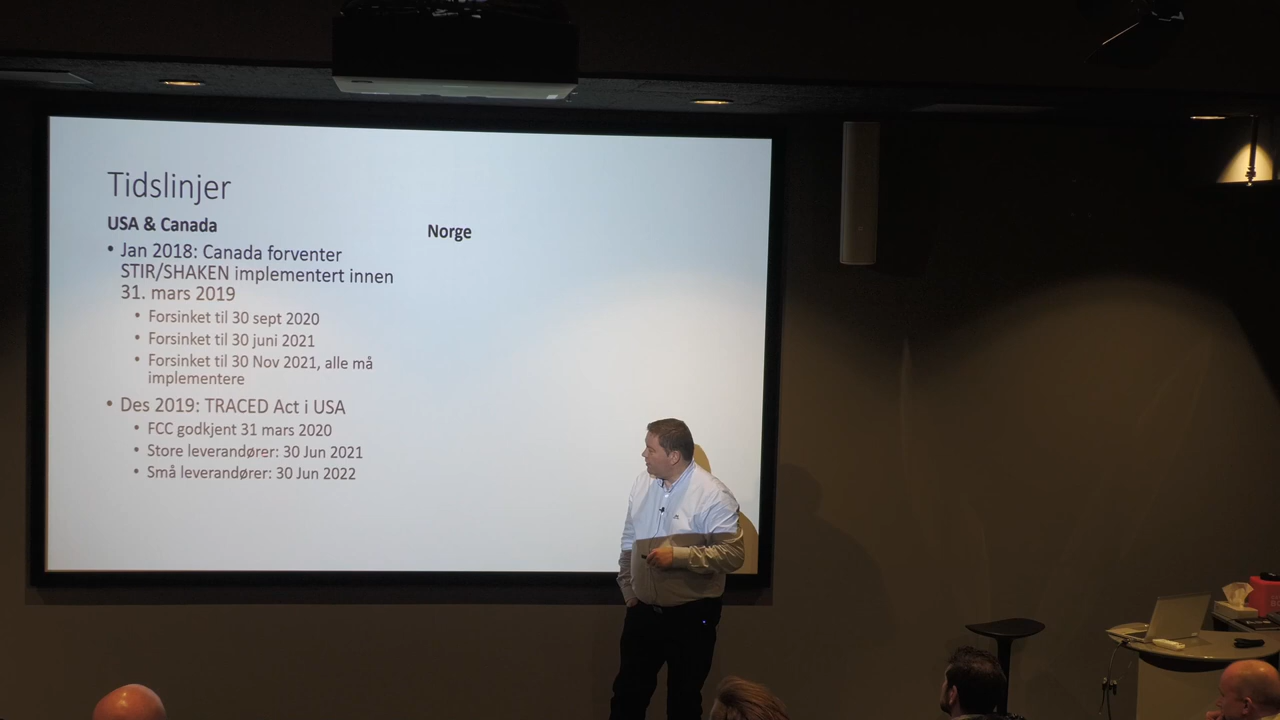 Tidslinjer
USA & Canada
• Jan 2018: Canada forventer
STIR/SHAKEN implementert innen
31. mars 2019
• Forsinket til 30 sept 2020
• Forsinket til 30 juni 2021
• Forsinket til 30 Nov 2021, alle må
implementere
• Des 2019: TRACED Act i USA
• FCC godkjent 31 mars 2020
• Store leverandører: 30 Jun 2021
• Små leverandører: 30 Jun 2022
Norge